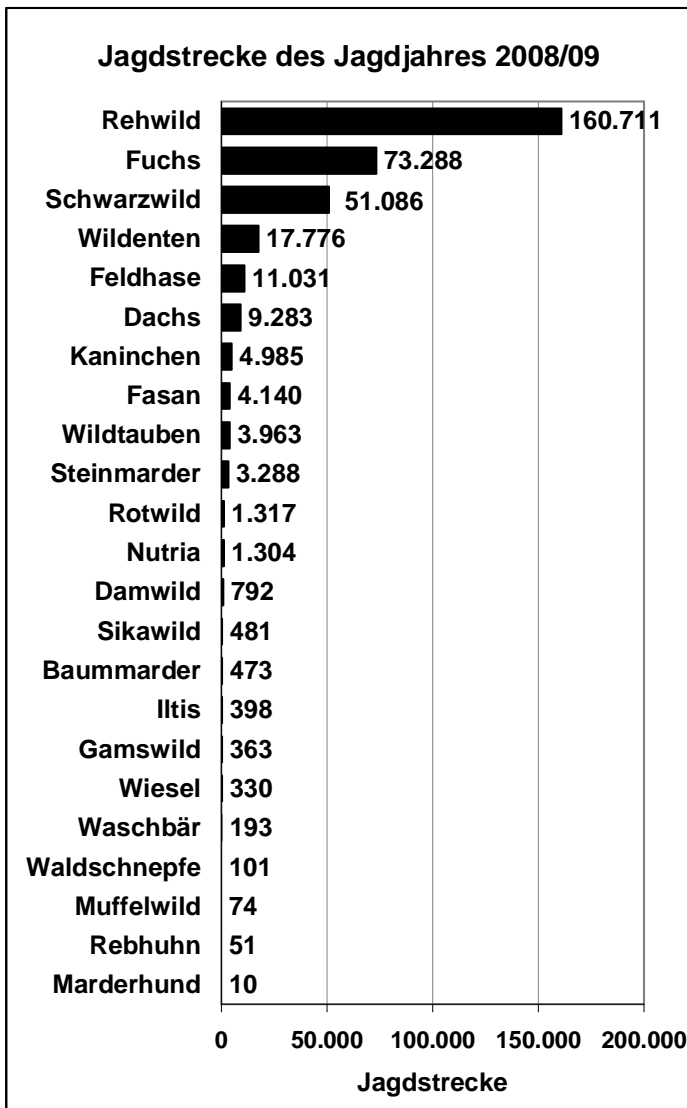 Jagdstrecke des Jagdjahres 2008/09
Rehwild 160.711
Fuchs 73.288
Schwarzwild 51.086
Wildenten 17.776
Feldhase 11.031
Dachs 9.283
Kaninchen 4.985
Fasan 4.140
Wildtauben 3.963
Steinmarder 3.288
Rotwild 1.317
Nutria 1.304
Damwild 792
Sikawild 481
Baummarder 473
Iltis 398
Gamswild 363
Wiesel 330
Waschbär 193
Waldschnepfe 101
Muffelwild 74
Rebhuhn 51
Marderhund 10
0 50.000 100.000 150.000 200.000
Jagdstrecke